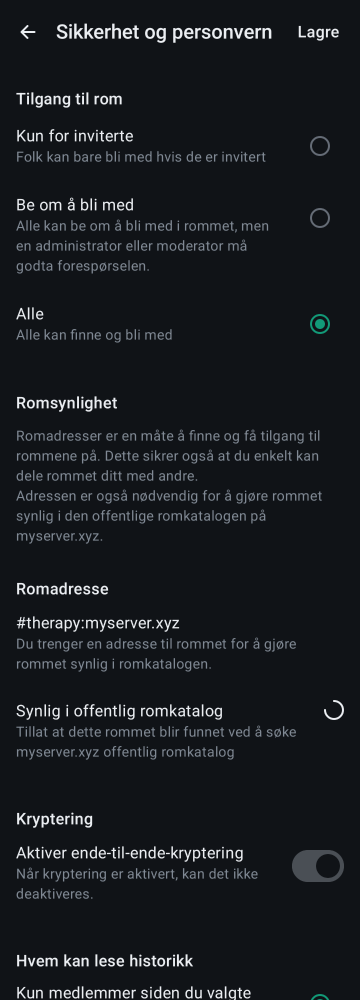 Sikkerhet og personvern Lagre
Tilgang til rom
Kun for inviterte
Folk kan bare bli med hvis de er invitert
Be om å bli med
Alle kan be om å bli med i rommet, men
en administrator eller moderator må
godta forespørselen.
Alle
Alle kan finne og bli med
Romsynlighet
Romadresser er en måte å finne og få tilgang til
rommene på. Dette sikrer også at du enkelt kan
dele rommet ditt med andre.
Adressen er også nødvendig for å gjøre rommet
synlig i den offentlige romkatalogen på
myserver.xyz.
Romadresse
#therapy:myserver.xyz
Du trenger en adresse til rommet for å gjøre
rommet synlig i romkatalogen.
Synlig i offentlig romkatalog
Tillat at dette rommet blir funnet ved å søke
myserver.xyz offentlig romkatalog
Kryptering
Aktiver ende-til-ende-kryptering
Når kryptering er aktivert, kan det ikke
deaktiveres.
Hvem kan lese historikk
Kun medlemmer siden du valgte